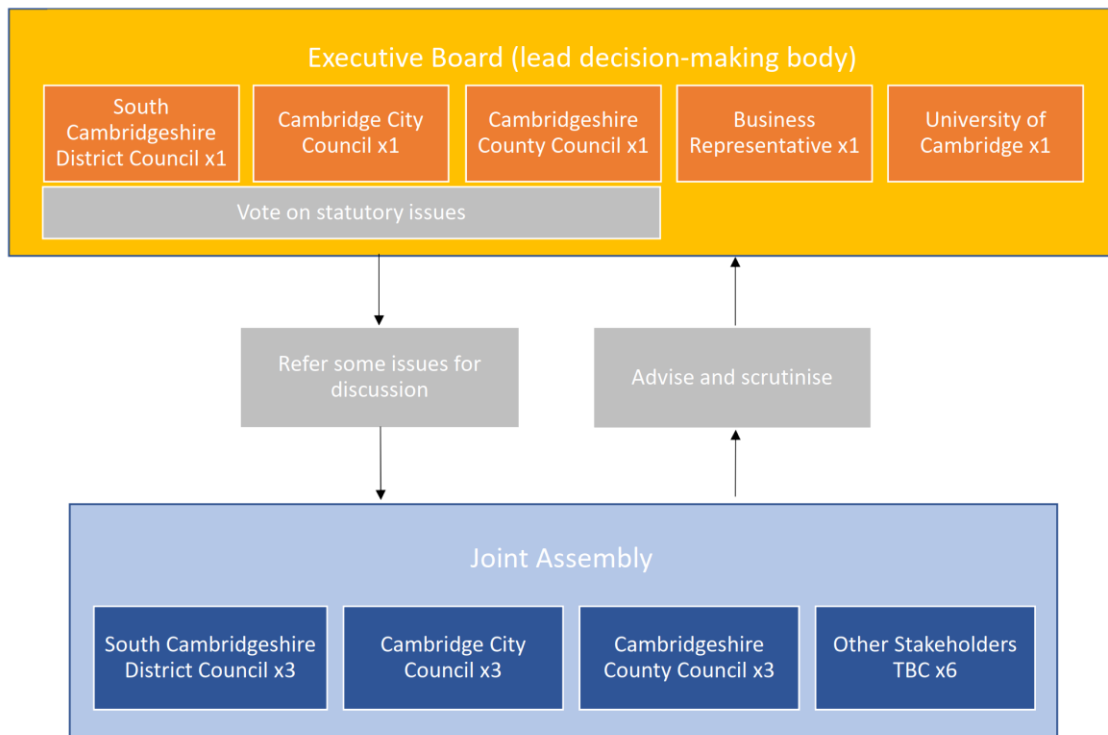 Executive Board (lead decision-making body)
South
Cambridgeshire
District Council x1
Cambridge City
Council x1
Cambridgeshire
County Council x1
Business
Representative x1
University of
Cambridge x1
Vote on statutory issues
Refer some issues for
discussion
Advise and scrutinise
Joint Assembly
South Cambridgeshire
District Council x3
Cambridge City
Council x3
Cambridgeshire
County Council x3
Other Stakeholders
TBC x6